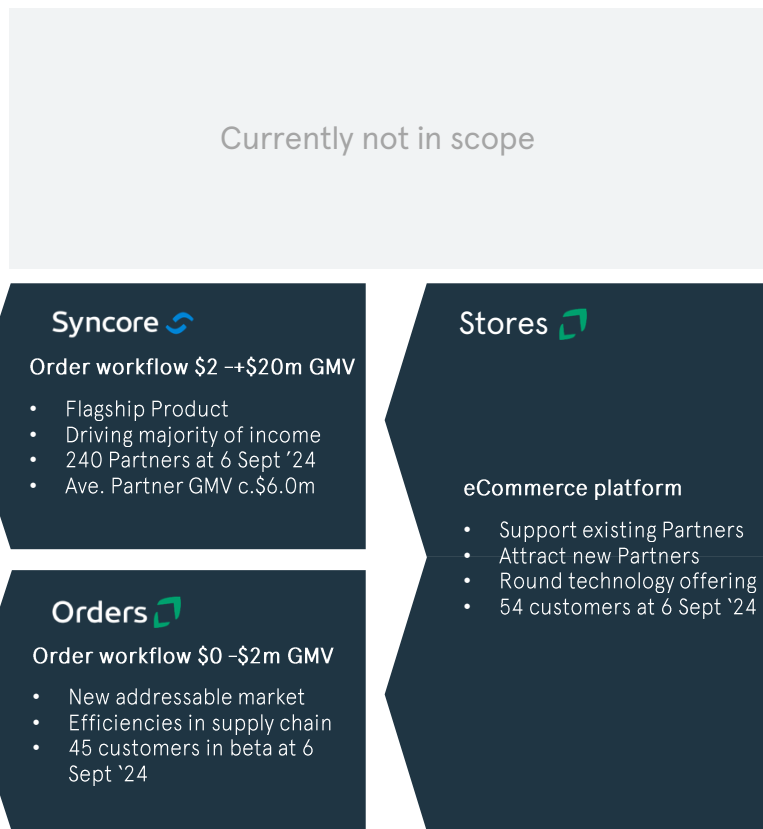 Currently not in scope
Syncore
Order workflow $2 –+$20m GMV
• Flagship Product
• Driving majority of income
• 240 Partners at 6 Sept ’24
• Ave. Partner GMV c.$6.0m
Orders
Order workflow $0 –$2m GMV
• New addressable market
• Efficiencies in supply chain
• 45 customers in beta at 6
Sept ‘24
Stores
eCommerce platform
• Support existing Partners
• Attract new Partners
• Round technology offering
• 54 customers at 6 Sept ‘24